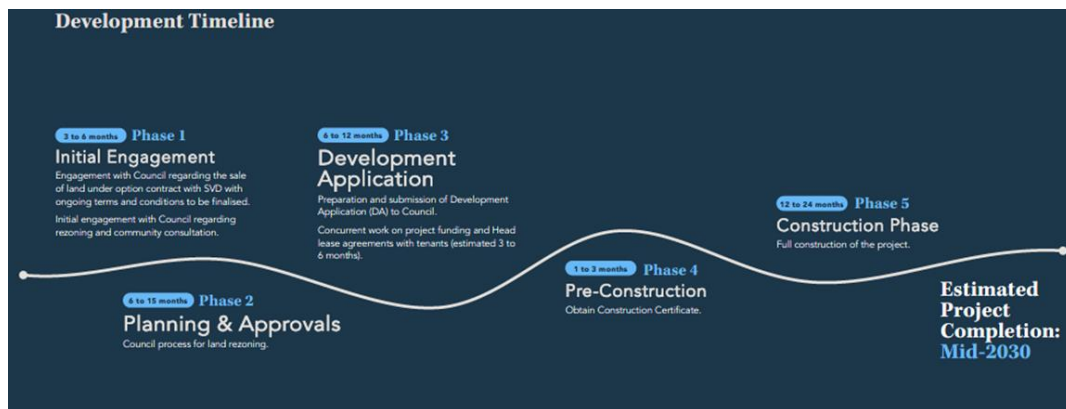 Development Timeline
3 to 6 months Phase 1
Initial Engagement
Engagement with Council regarding the sale
of land under option contract with SVD with
ongoing terms and conditions to be finalised.
Initial engagement with Council regarding
rezoning and community consultation.
6 to 15 months Phase 2
Planning & Approvals
Council process for land rezoning.
6 to 12 months Phase 3
Development
Application
Preparation and submission of Development
Application (DA) to Council.
Concurrent work on project funding and Head
lease agreements with tenants (estimated 3 to
6 months).
1 to 3 months Phase 4
Pre-Construction
Obtain Construction Certificate.
12 to 24 months Phase 5
Construction Phase
Full construction of the project.
Estimated
Project
Completion:
Mid-2030